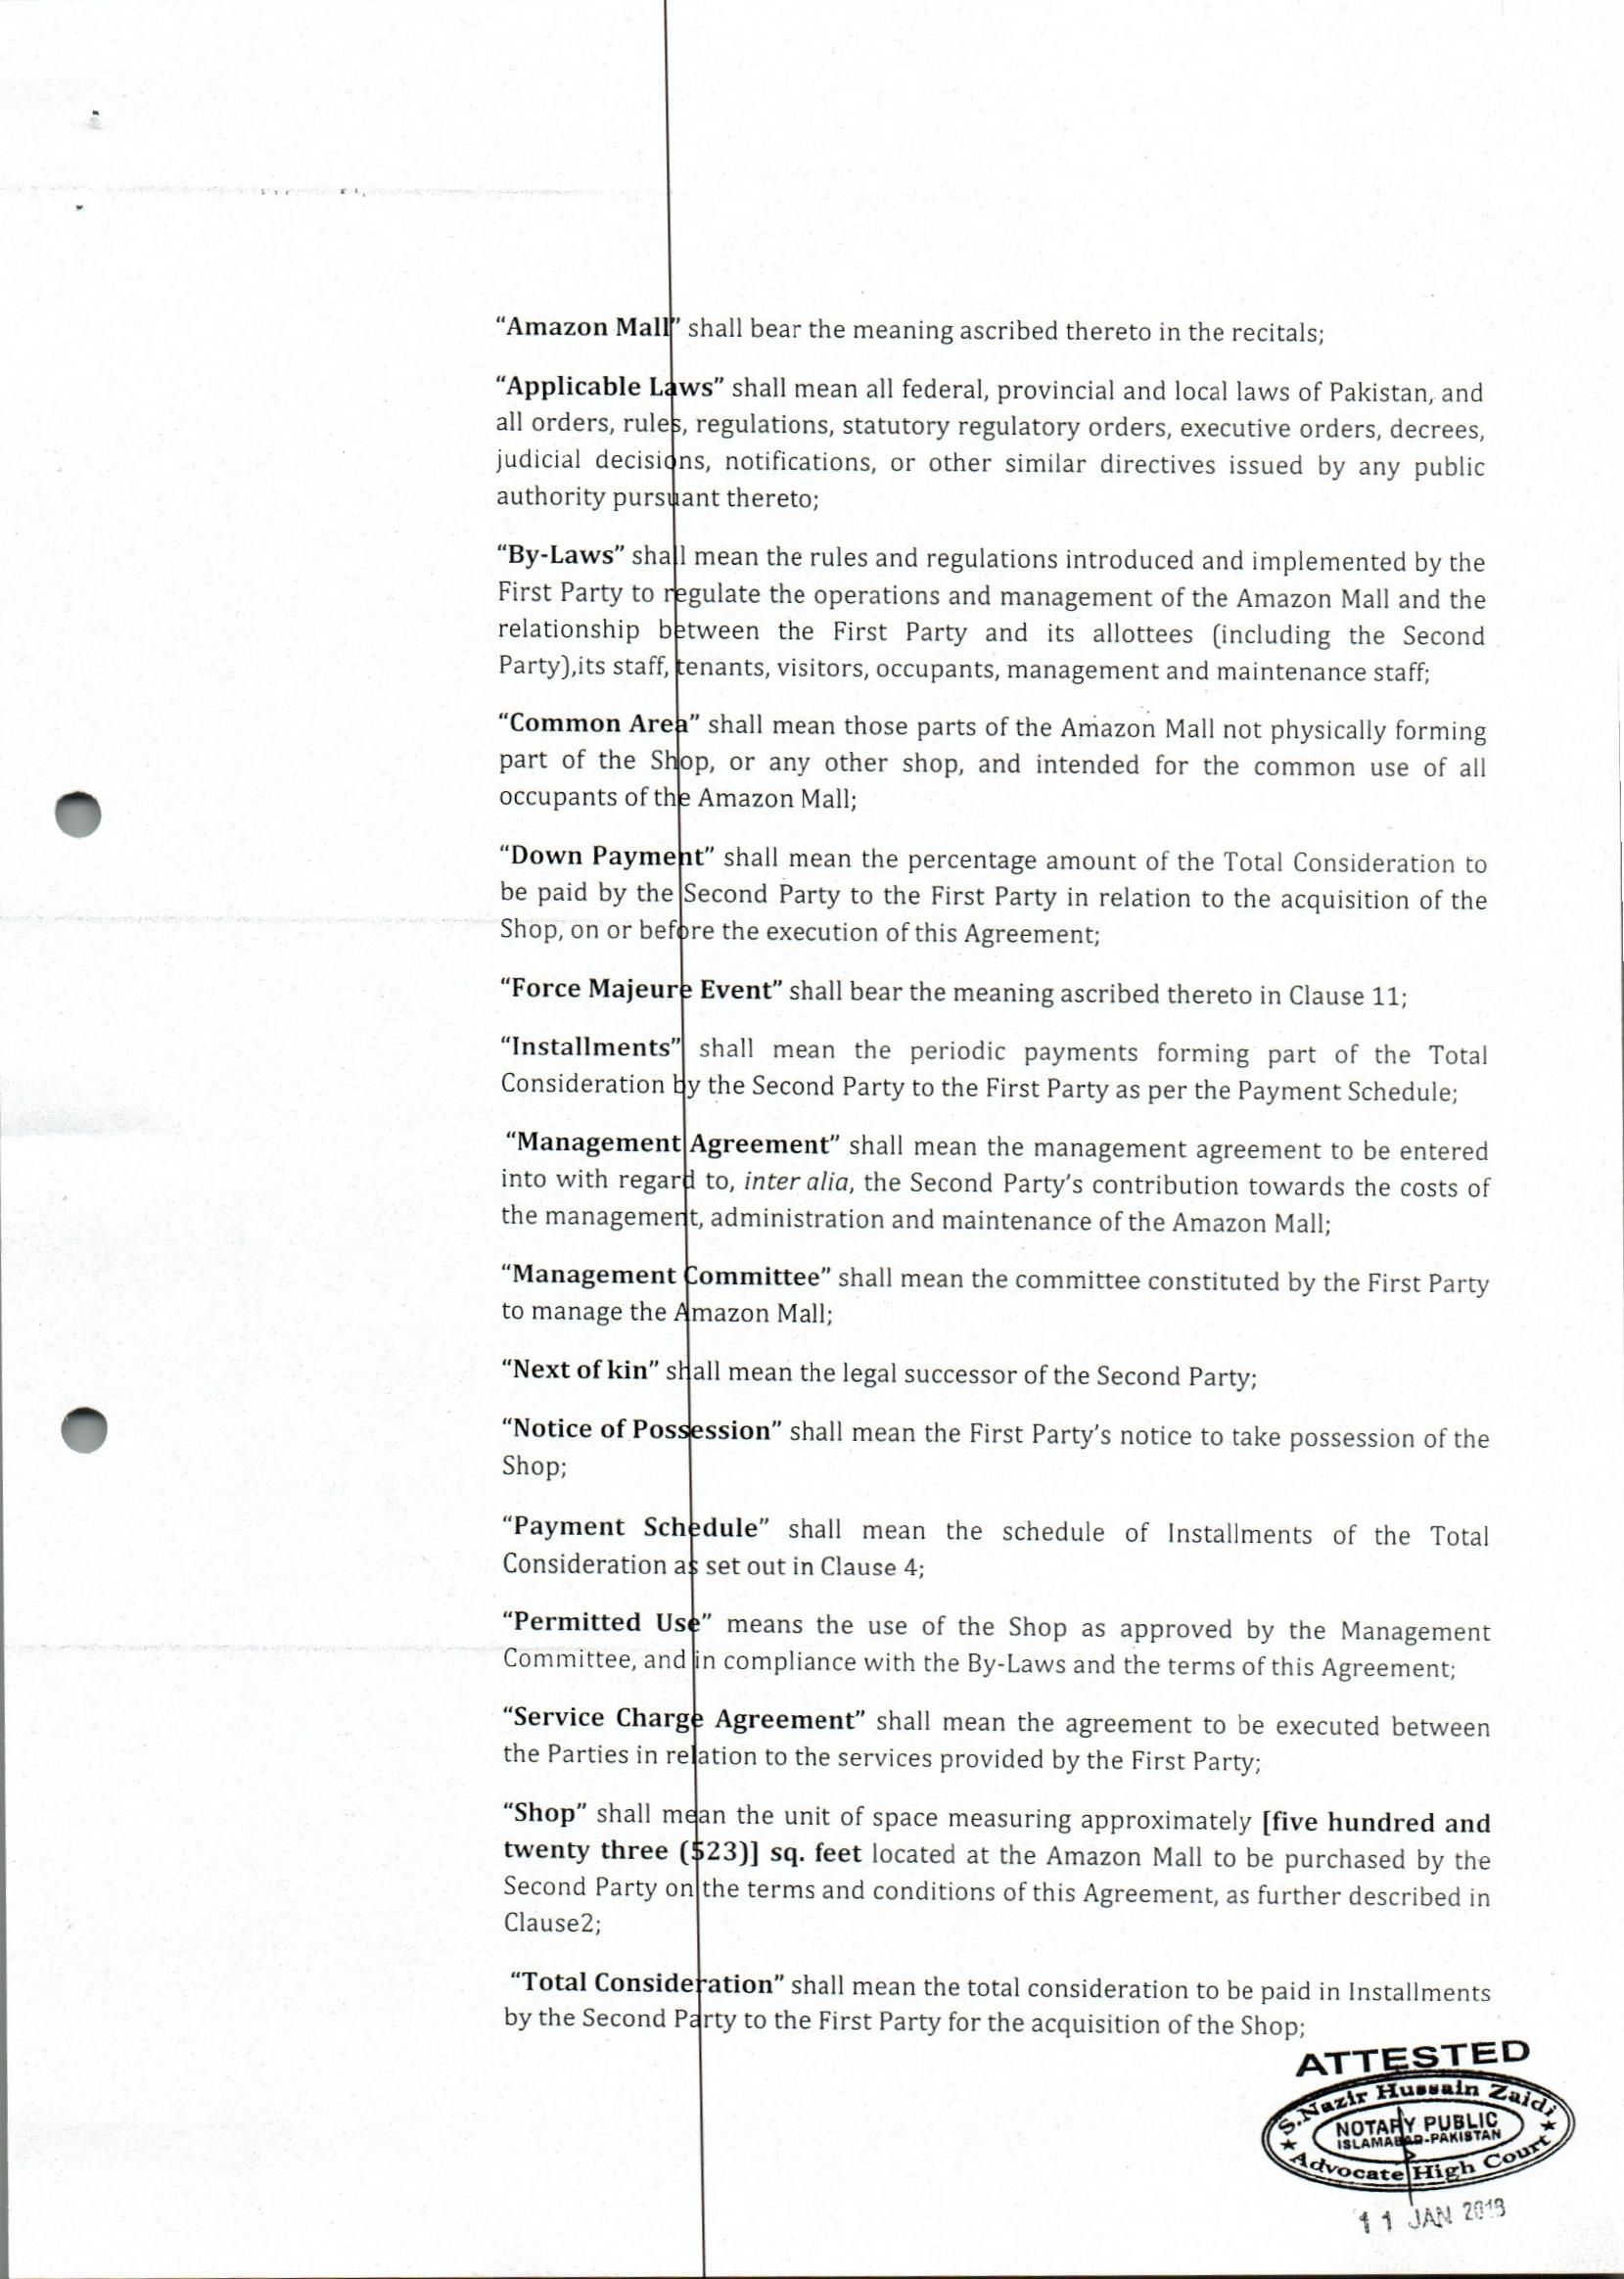 “Amazon Mall” shall bear the meaning ascribed thereto in the recitals;
“Applicable Laws” shall mean all federal, provincial and local laws of Pakistan, and
all orders, rules, regulations, statutory regulatory orders, executive orders, decrees,
judicial decisions, notifications, or other similar directives issued by any public
authority pursuant thereto;
“By-Laws” shall mean the rules and regulations introduced and implemented by the
First Party to regulate the operations and management of the Amazon Mall and the
relationship between the First Party and its allottees (including the Second
Party),its staff, tenants, visitors, occupants, management and maintenance staff;
“Common Area” shall mean those parts of the Amazon Mall not physically forming
part of the Shop, or any other shop, and intended for the common use of all
occupants of the Amazon Mall;
“Down Payment” shall mean the percentage amount of the Total Consideration to
be paid by the Second Party to the First Party in relation to the acquisition of the
Shop, on or before the execution of this Agreement;
“Force Majeure Event” shall bear the meaning ascribed thereto in Clause 11;
“Installments” shall mean the periodic payments forming part of the Total
Consideration by the Second Party to the First Party as per the Payment Schedule;
“Management Agreement” shall mean the management agreement to be entered
into with regard to, inter alia, the Second Party’s contribution towards the costs of
the management, administration and maintenance of the Amazon Mall;
“Management Committee” shall mean the committee constituted by the First Party
to manage the Amazon Mall;
“Next of kin” shall mean the legal successor of the Second Party;
“Notice of Possession” shall mean the First Party’s notice to take possession of the
Shop;
“Payment Schedule” shall mean the schedule of Installments of the Total
Consideration as set out in Clause 4;
“Permitted Use” means the use of the Shop as approved by the Management
Committee, and in compliance with the By-Laws and the terms of this Agreement;
“Service Charge Agreement” shall mean the agreement to be executed between
the Parties in relation to the services provided by the First Party;
“Shop” shall mean the unit of space measuring approximately [five hundred and
twenty three (523)] sq. feet located at the Amazon Mall to be purchased by the
Second Party on the terms and conditions of this Agreement, as further described in
Clause2;
“Total Consideration” shall mean the total consideration to be paid in Installments
by the Second Party to the First Party for the acquisition of the Shop;
ATTESTED
S.Nazir Hussain Zaidi
NOTARY PUBLIC
ISLAMABAD-PAKISTAN
Advocate High Court
11 JAN